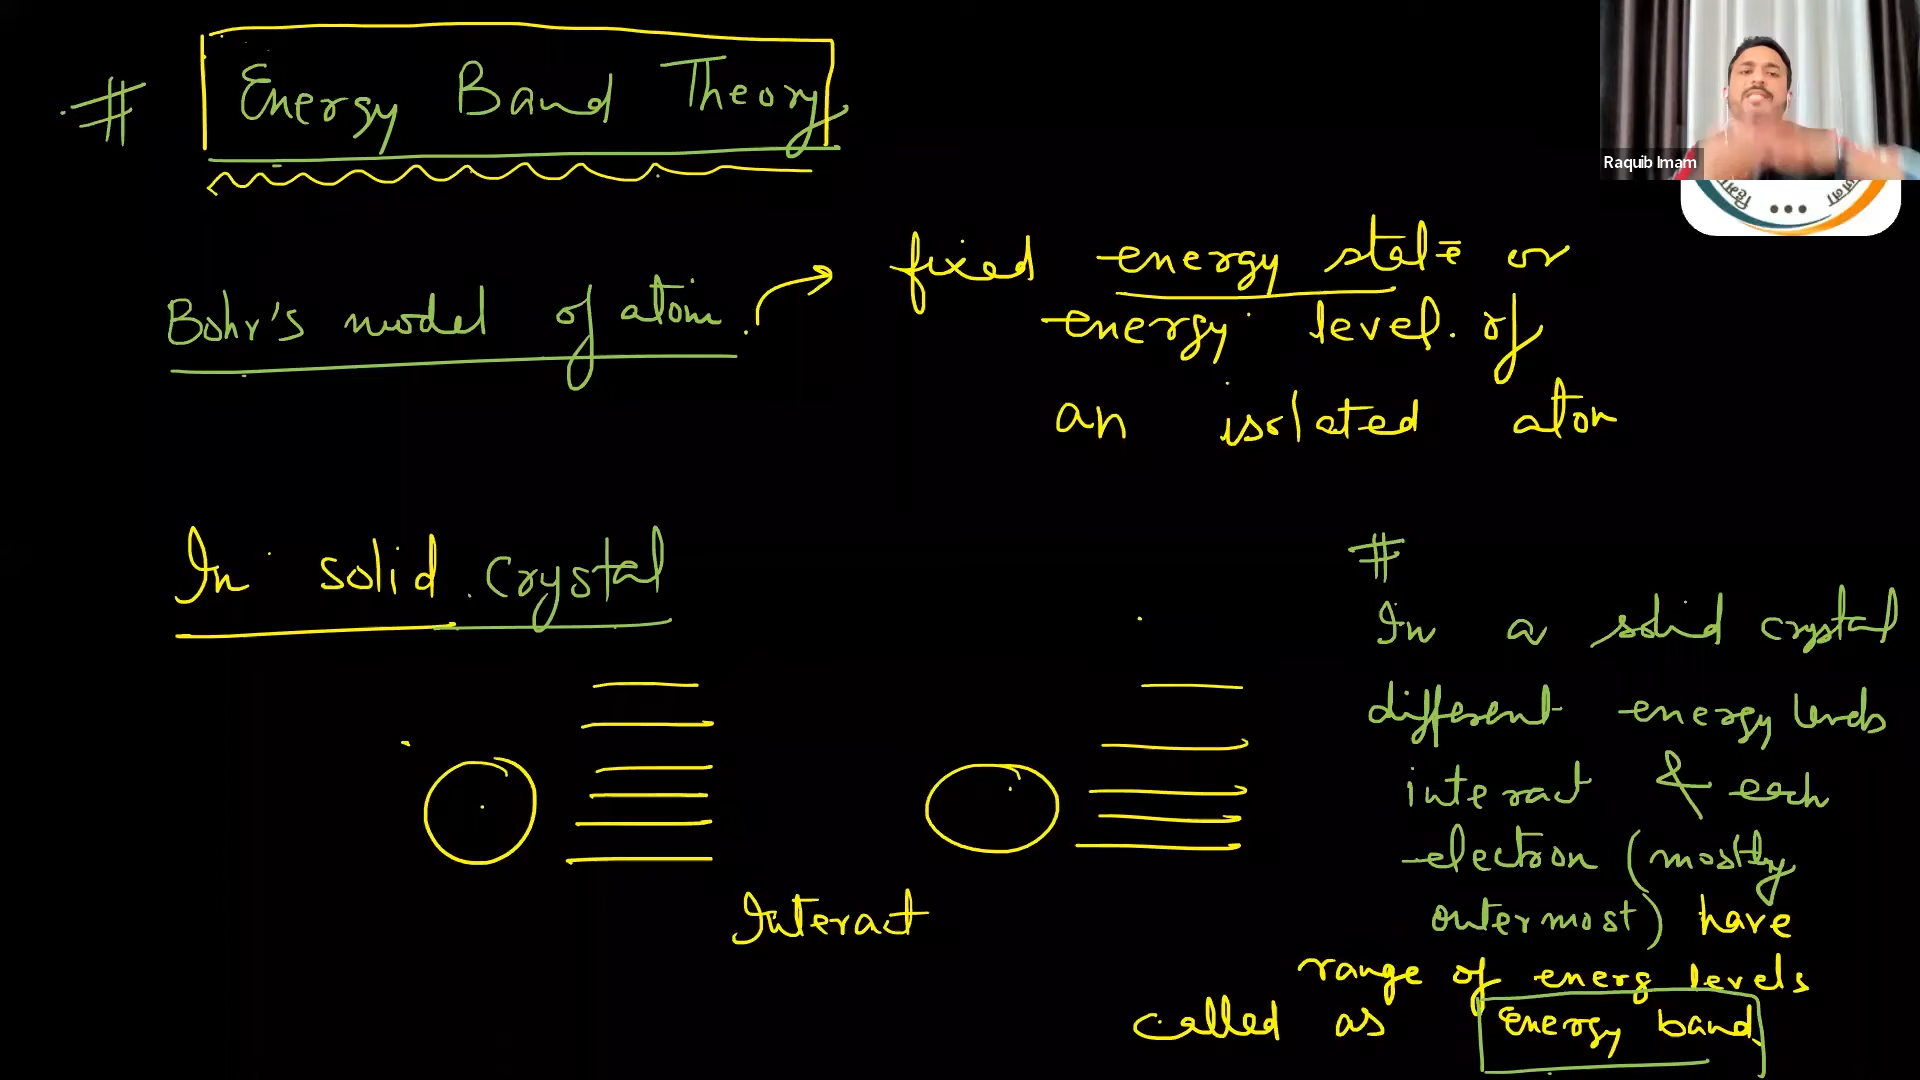 # Energy Band Theory
Raquib Imam
Bohr's model of atom. → fixed energy state or
energy level. of
an isolated atom
In solid crystal
#
In a solid crystal
different energy levels
interact & each
electron (mostly
outermost) have
range of energ levels
called as energy band
Interact